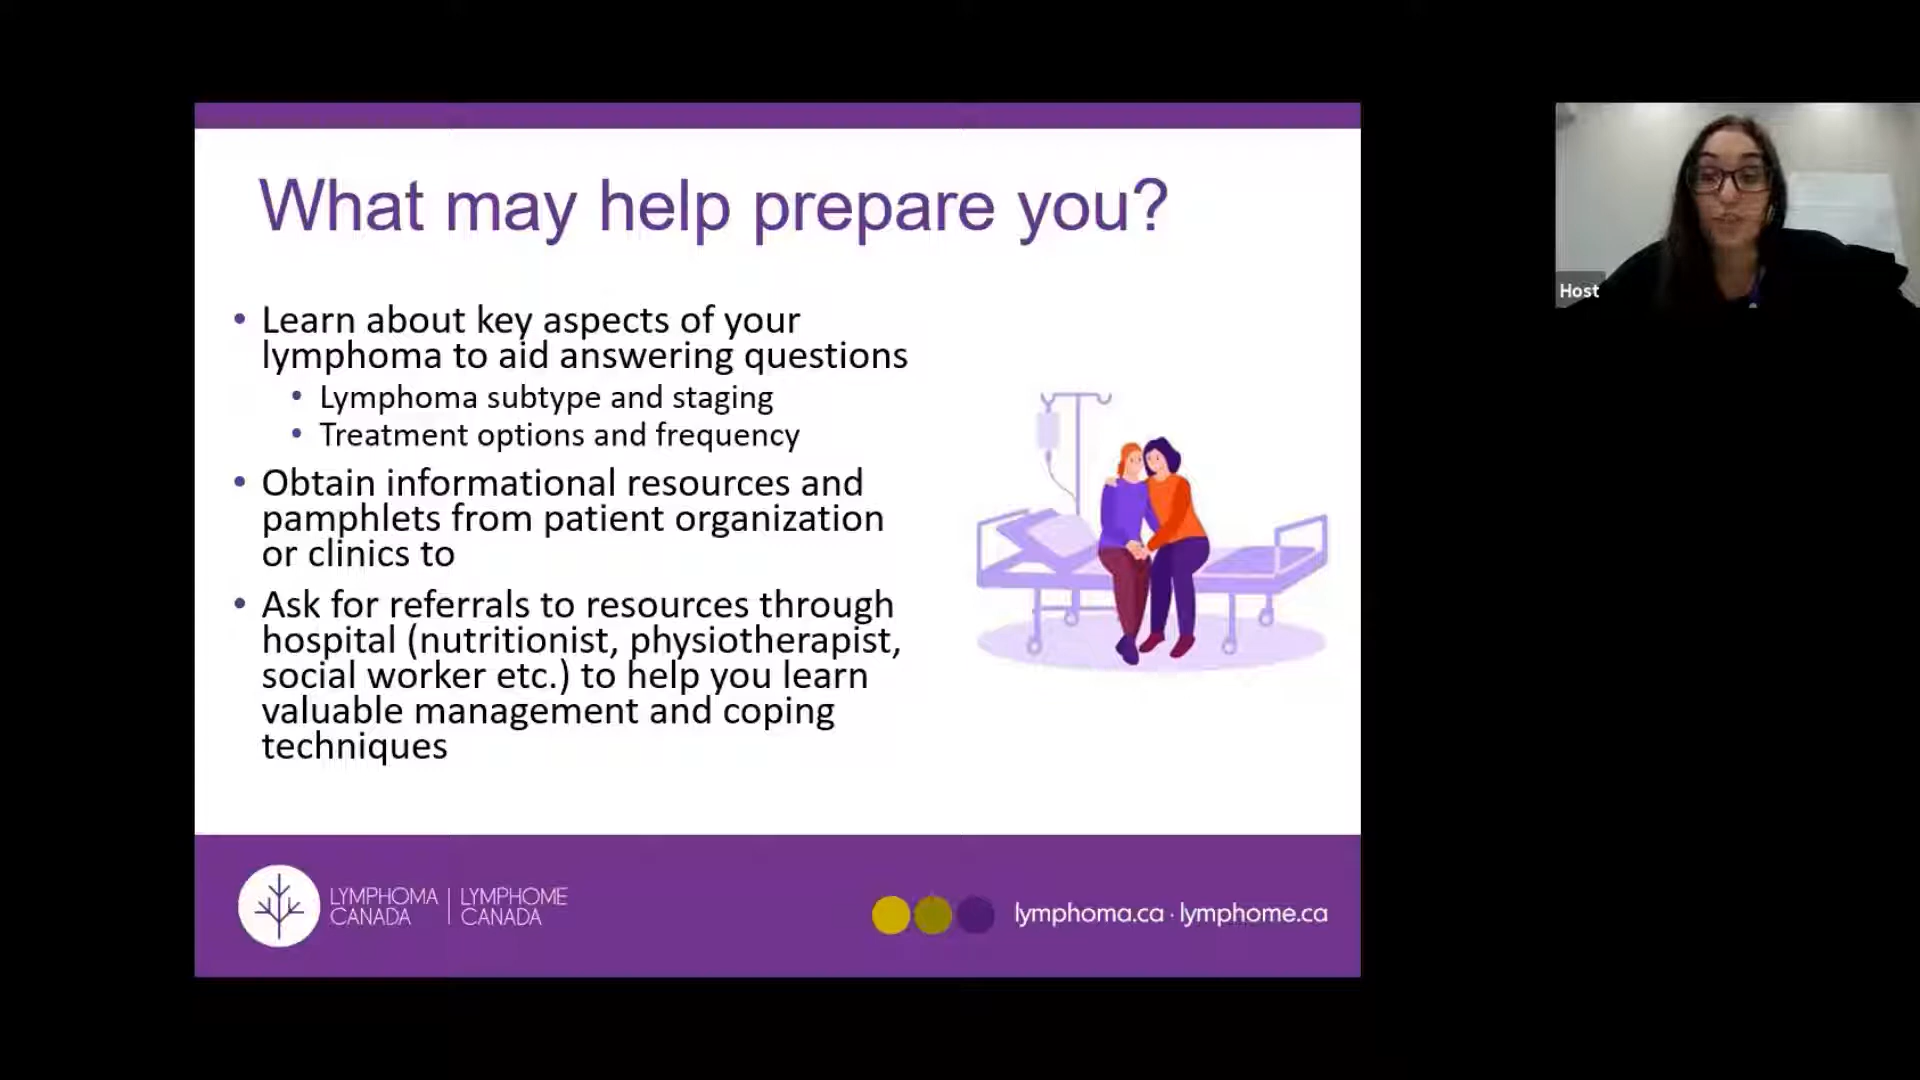 What may help prepare you?
• Learn about key aspects of your
lymphoma to aid answering questions
• Lymphoma subtype and staging
• Treatment options and frequency
• Obtain informational resources and
pamphlets from patient organization
or clinics to
• Ask for referrals to resources through
hospital (nutritionist, physiotherapist,
social worker etc.) to help you learn
valuable management and coping
techniques
LYMPHOMA | LYMPHOME
CANADA | CANADA
lymphoma.ca · lymphome.ca
Host